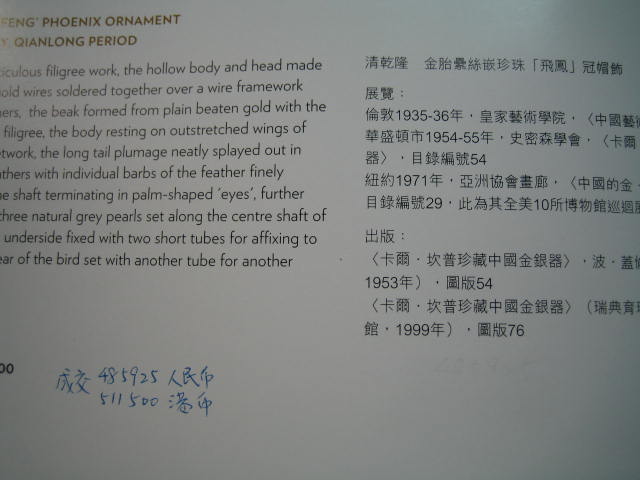 FENG' PHOENIX ORNAMENT
QIANLONG PERIOD
ticulous filigree work, the hollow body and head made
gold wires soldered together over a wire framework
hers, the beak formed from plain beaten gold with the
filigree, the body resting on outstretched wings of
etwork, the long tail plumage neatly splayed out in
athers with individual barbs of the feather finely
he shaft terminating in palm-shaped 'eyes', further
three natural grey pearls set along the centre shaft of
underside fixed with two short tubes for affixing to
ear of the bird set with another tube for another
00
清乾隆 金胎纍絲嵌珍珠「飛鳳」冠帽飾
展覽：
倫敦1935-36年，皇家藝術學院，〈中國藝
華盛頓市1954-55年，史密森學會，〈卡爾
器〉，目錄編號54
紐約1971年，亞洲協會畫廊，〈中國的金、
目錄編號29，此為其全美10所博物館巡迴展
出版：
〈卡爾．坎普珍藏中國金銀器〉，波．蓋
1953年），圖版54
〈卡爾．坎普珍藏中國金銀器〉（瑞典育
館，1999年），圖版76
成交 485925 人民币
511500 港币